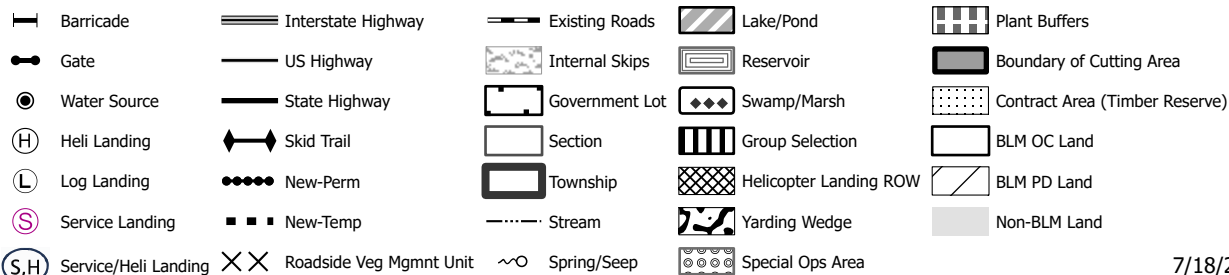 Barricade Interstate Highway Existing Roads Lake/Pond Plant Buffers
Gate US Highway Internal Skips Reservoir Boundary of Cutting Area
Water Source State Highway Government Lot Swamp/Marsh Contract Area (Timber Reserve)
H Heli Landing Skid Trail Section Group Selection BLM OC Land
L Log Landing New-Perm Township Helicopter Landing ROW BLM PD Land
S Service Landing New-Temp Stream Yarding Wedge Non-BLM Land
S,H Service/Heli Landing Roadside Veg Mgmnt Unit Spring/Seep Special Ops Area